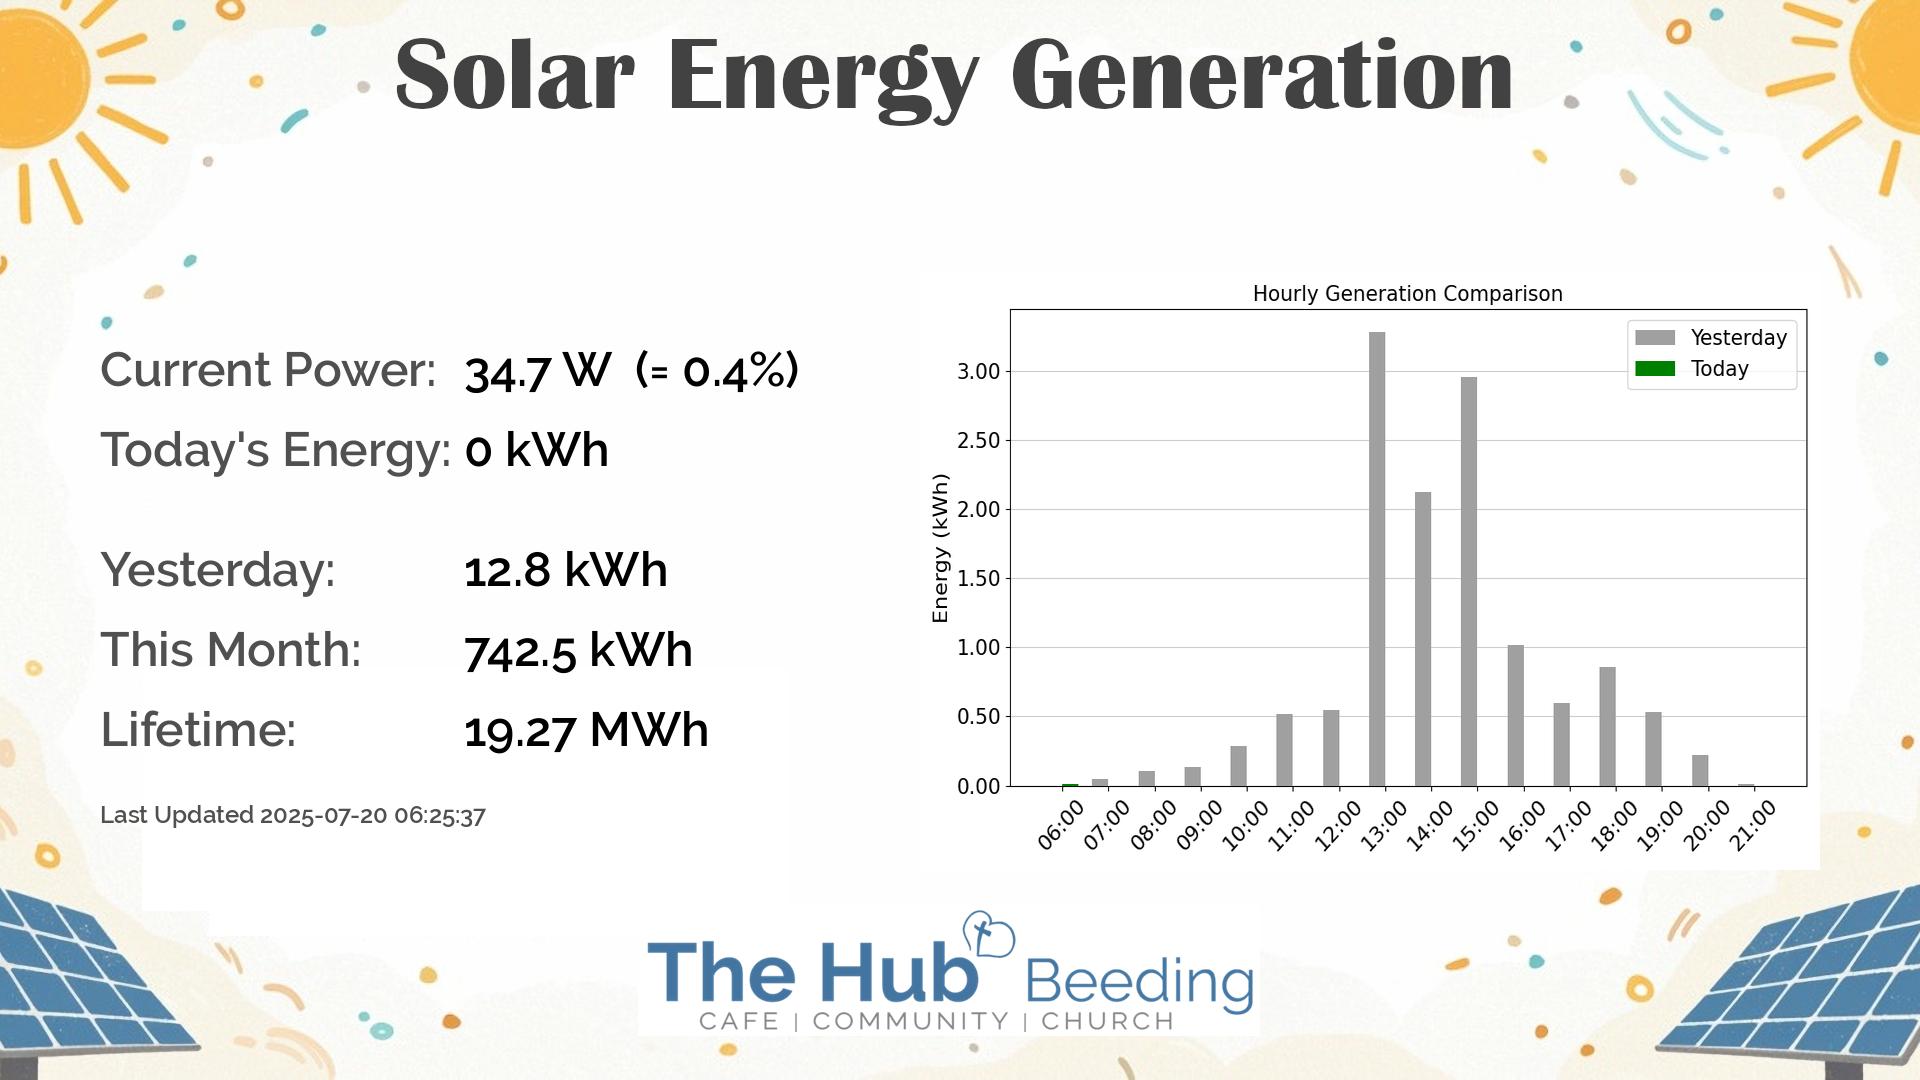 Solar Energy Generation
Current Power: 34.7 W (= 0.4%)
Today's Energy: 0 kWh
Yesterday: 12.8 kWh
This Month: 742.5 kWh
Lifetime: 19.27 MWh
Last Updated 2025-07-20 06:25:37
Hourly Generation Comparison
Yesterday
Today
Energy (kWh)
3.00
2.50
2.00
1.50
1.00
0.50
0.00
06:00 07:00 08:00 09:00 10:00 11:00 12:00 13:00 14:00 15:00 16:00 17:00 18:00 19:00 20:00 21:00
The Hub Beeding
CAFE | COMMUNITY | CHURCH